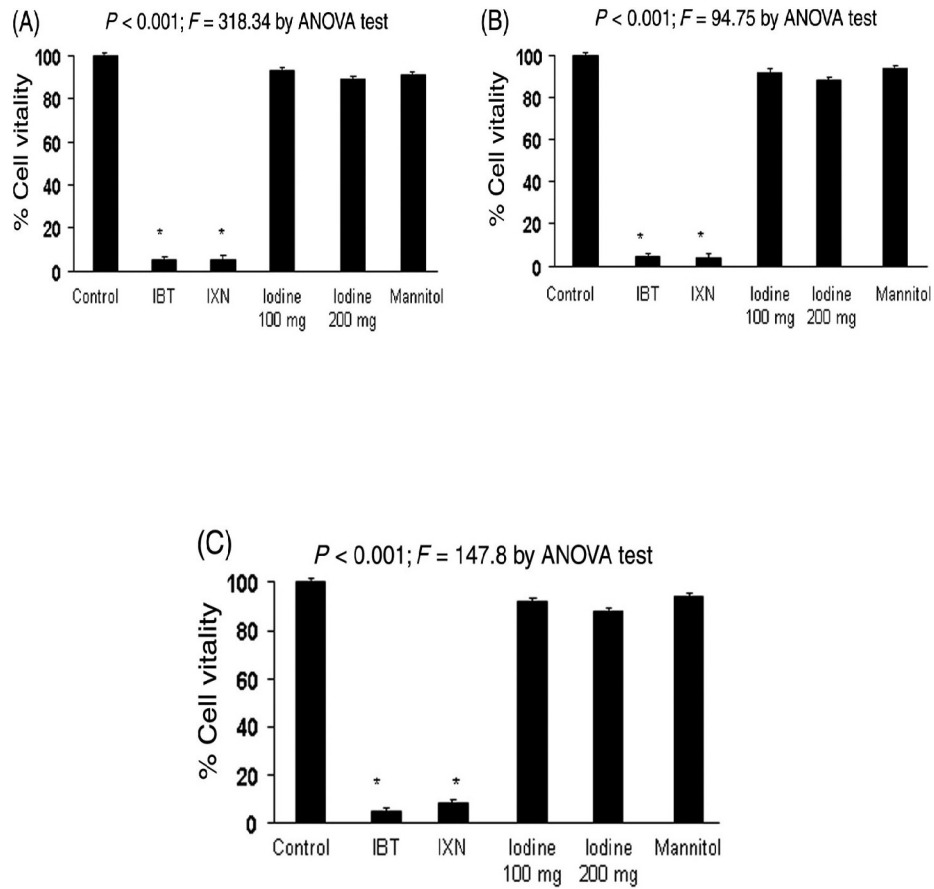 (A)
P < 0.001; F = 318.34 by ANOVA test
% Cell vitality
100
80
60
40
20
0
*
*
Control IBT IXN Iodine 100 mg Iodine 200 mg Mannitol
(B)
P < 0.001; F = 94.75 by ANOVA test
% Cell vitality
100
80
60
40
20
0
*
*
Control IBT IXN Iodine 100 mg Iodine 200 mg Mannitol
(C)
P < 0.001; F = 147.8 by ANOVA test
% Cell vitality
100
80
60
40
20
0
*
*
Control IBT IXN Iodine 100 mg Iodine 200 mg Mannitol